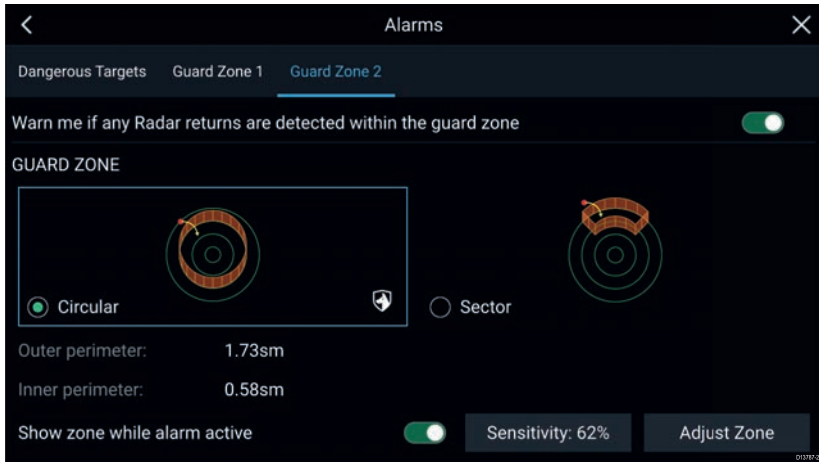 Alarms
Dangerous Targets Guard Zone 1 Guard Zone 2
Warn me if any Radar returns are detected within the guard zone
GUARD ZONE
Circular Sector
Outer perimeter: 1.73sm
Inner perimeter: 0.58sm
Show zone while alarm active Sensitivity: 62% Adjust Zone
D13787-2